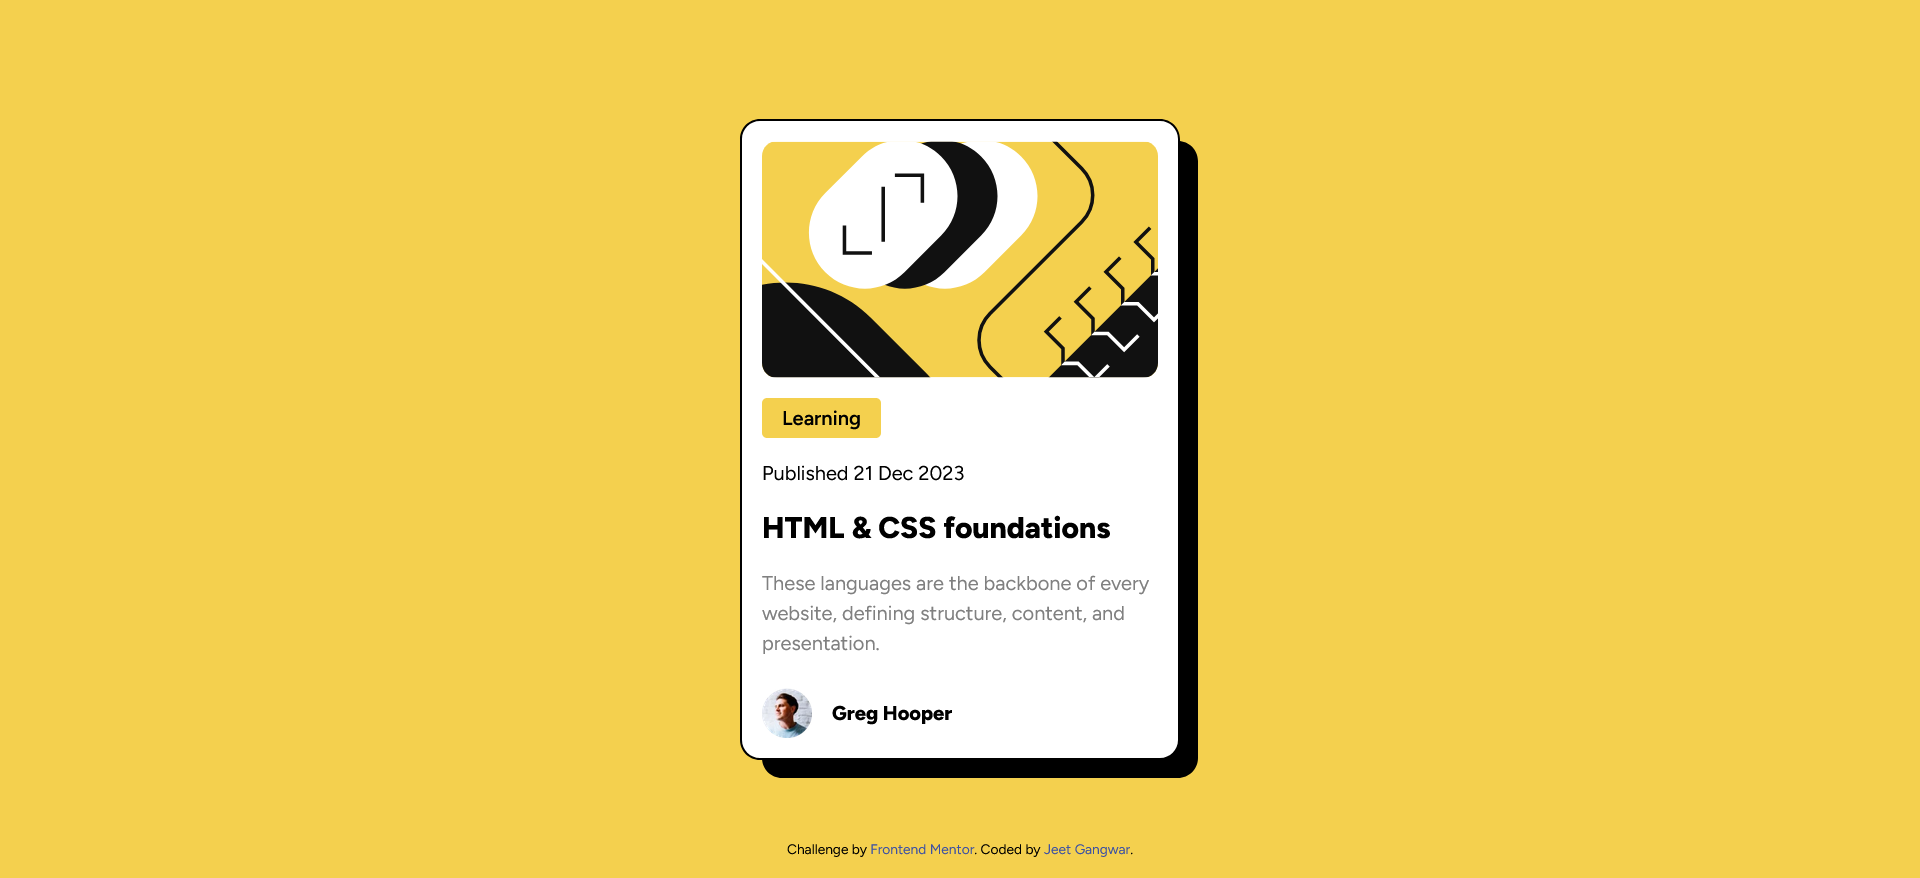 Learning
Published 21 Dec 2023
HTML & CSS foundations
These languages are the backbone of every
website, defining structure, content, and
presentation.
Greg Hooper
Challenge by Frontend Mentor. Coded by Jeet Gangwar.